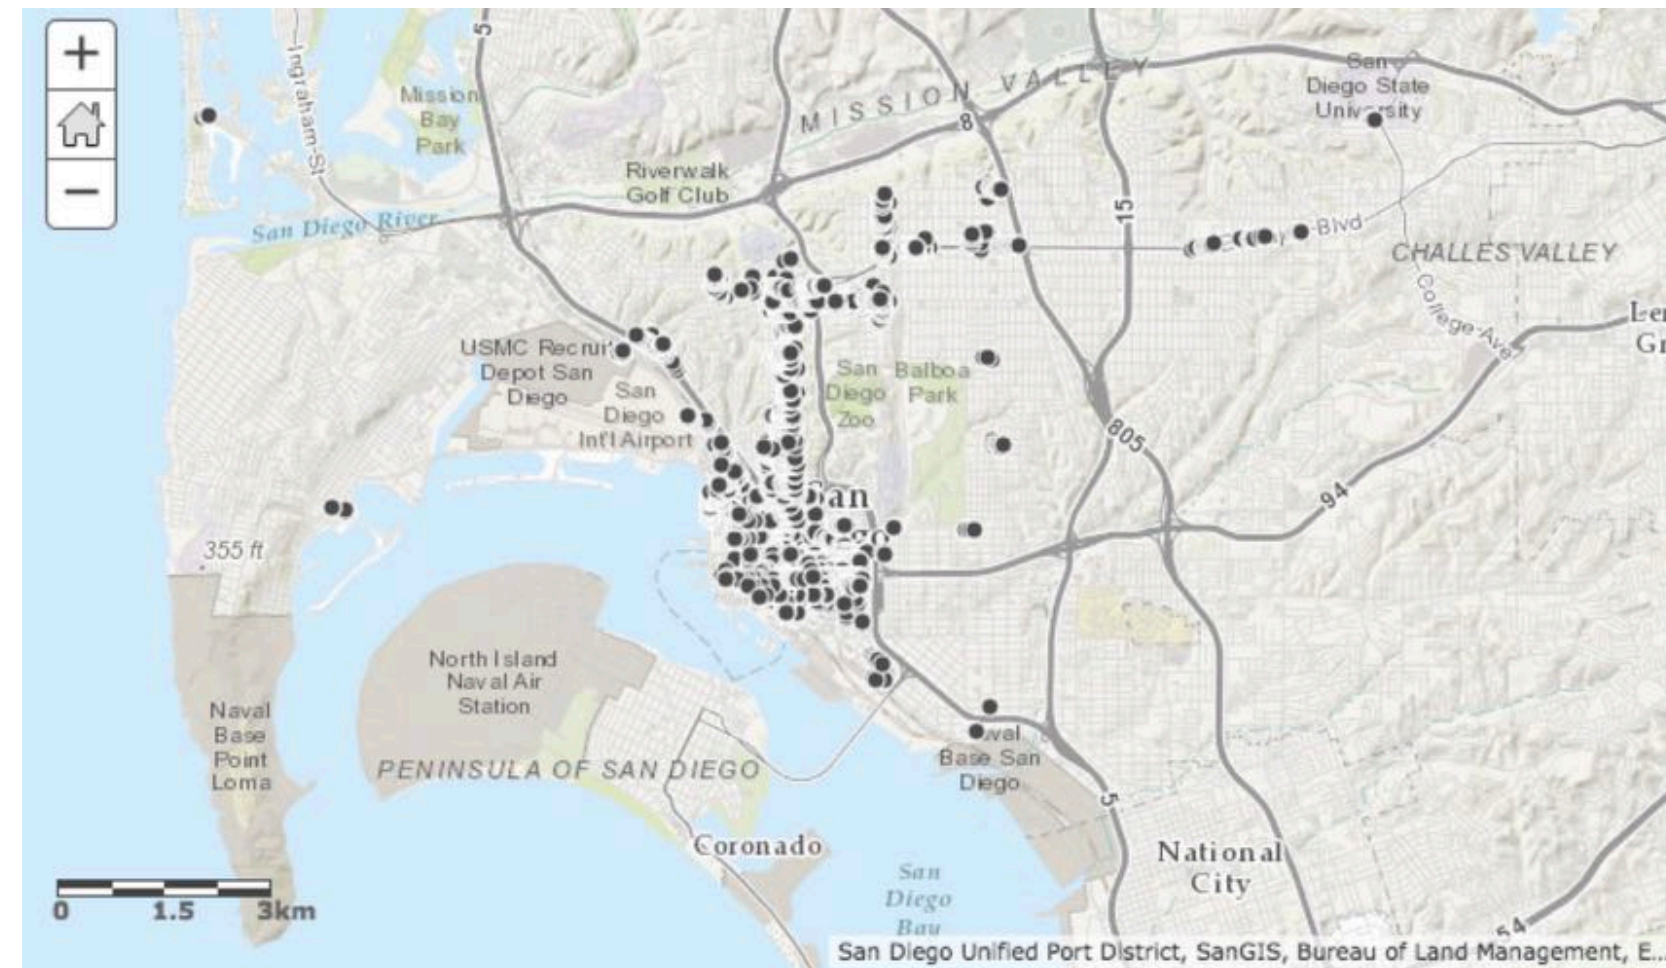 +
−
5
Ingraham-St
Mission
Bay
Park
MISSION VALLEY
8
San
Diego State
University
Riverwalk
Golf Club
San Diego River
15
-Blvd
CHALLES VALLEY
College-Ave
USMC Recruit
Depot San
Diego
San
Diego
Int'l Airport
San
Diego
Zoo
Balboa
Park
805
San
94
355 ft
North Island
Naval Air
Station
Naval
Base
Point
Loma
PENINSULA OF SAN DIEGO
Base San
Diego
5
Coronado
National
City
San
Diego
Bay
54
0 1.5 3km
San Diego Unified Port District, SanGIS, Bureau of Land Management, E...